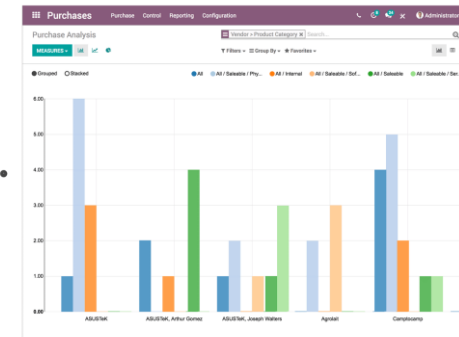 Purchases Purchase Control Reporting Configuration Administrator
Purchase Analysis Vendor > Product Category x Search...
MEASURES Filters Group By Favorites
Grouped Stacked All All / Saleable / Phy... All / Internal All / Saleable / Sof... All / Saleable All / Saleable / Ser...
6.00
5.00
4.00
3.00
2.00
1.00
0.00
ASUSTeK ASUSTeK, Arthur Gomez ASUSTeK, Joseph Walters Agrolait Camptocamp